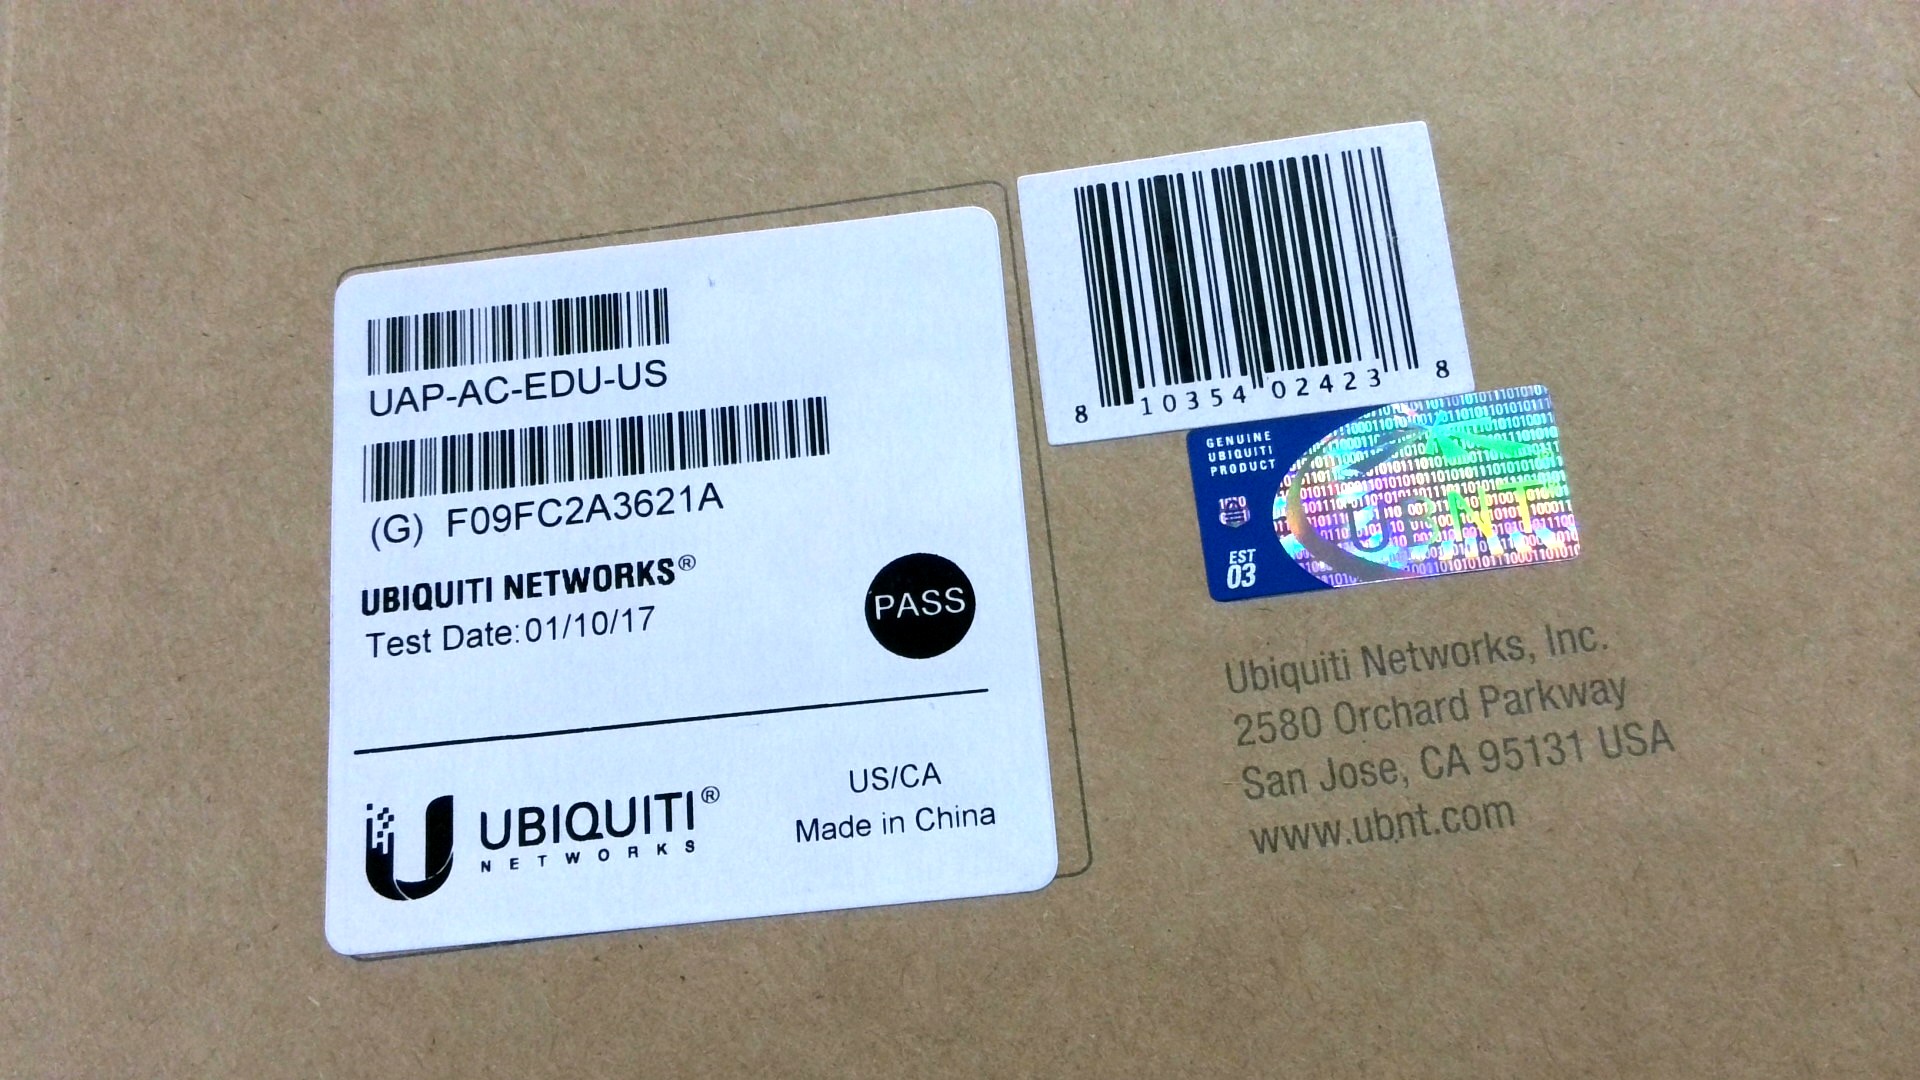 UAP-AC-EDU-US
(G) F09FC2A3621A
UBIQUITI NETWORKS®
Test Date: 01/10/17
PASS
UBIQUITI®
NETWORKS
US/CA
Made in China
8 10354 02423 8
GENUINE
UBIQUITI
PRODUCT
EST
03
UBNT
Ubiquiti Networks, Inc.
2580 Orchard Parkway
San Jose, CA 95131 USA
www.ubnt.com